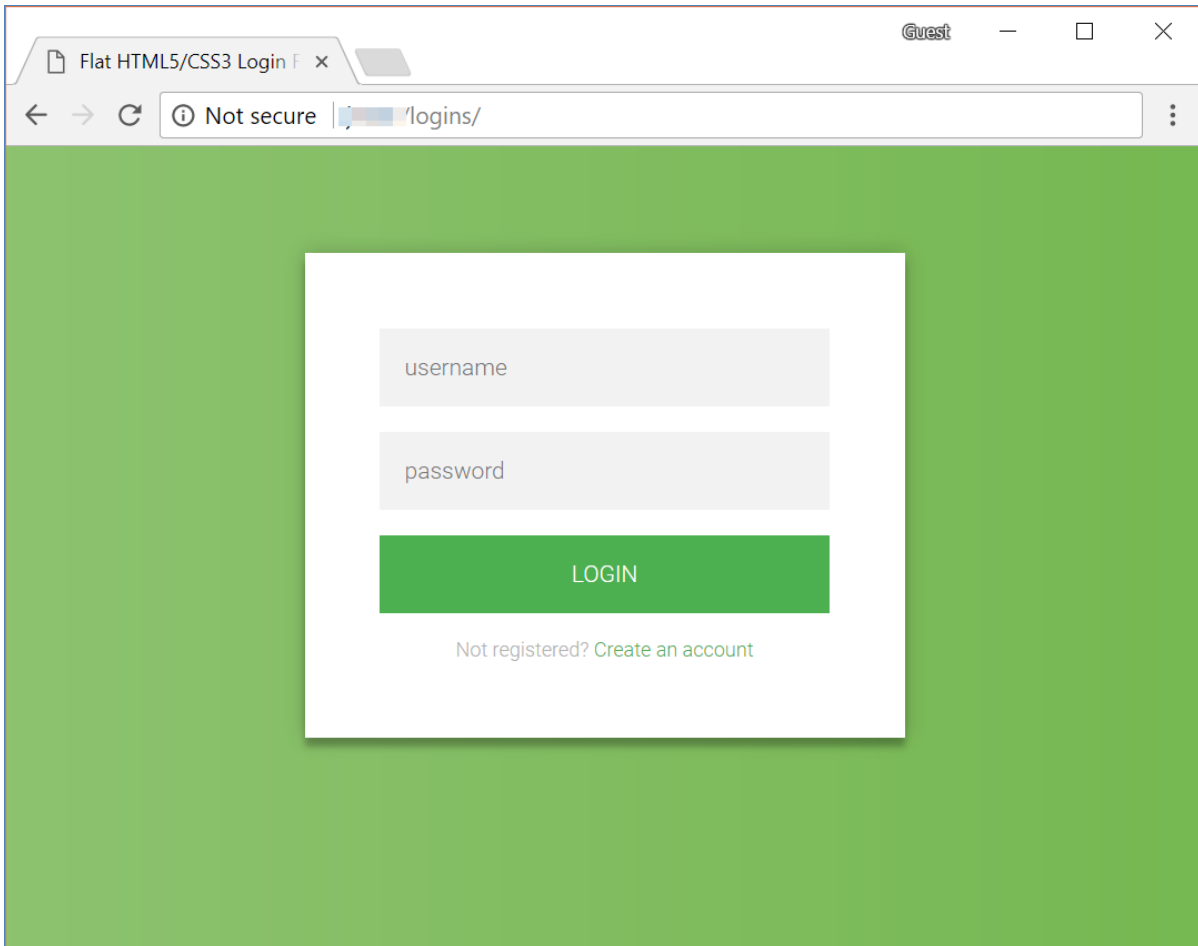 Guest
Flat HTML5/CSS3 Login F
Not secure /logins/
username
password
LOGIN
Not registered? Create an account